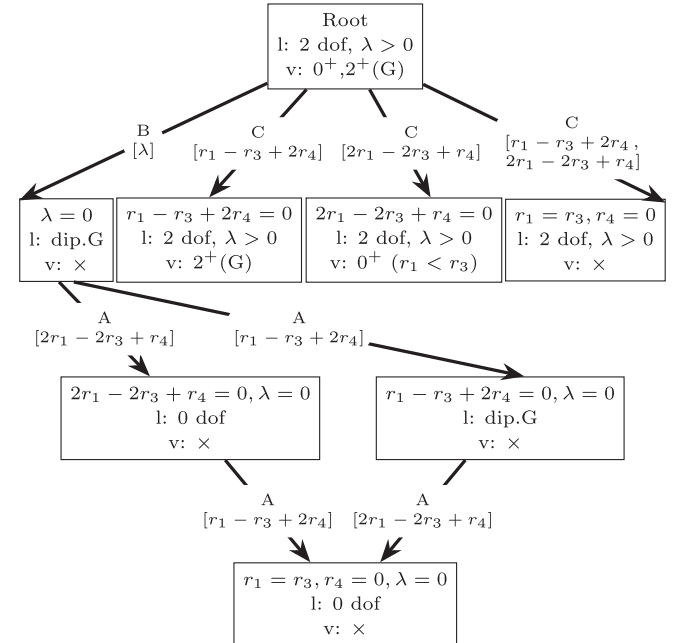 Root
l: 2 dof, λ > 0
v: 0⁺,2⁺(G)
B
[λ]
C
[r₁ − r₃ + 2r₄]
C
[2r₁ − 2r₃ + r₄]
C
[r₁ − r₃ + 2r₄ ,
2r₁ − 2r₃ + r₄]
λ = 0
l: dip.G
v: ×
r₁ − r₃ + 2r₄ = 0
l: 2 dof, λ > 0
v: 2⁺(G)
2r₁ − 2r₃ + r₄ = 0
l: 2 dof, λ > 0
v: 0⁺ (r₁ < r₃)
r₁ = r₃, r₄ = 0
l: 2 dof, λ > 0
v: ×
A
[2r₁ − 2r₃ + r₄]
A
[r₁ − r₃ + 2r₄]
2r₁ − 2r₃ + r₄ = 0, λ = 0
l: 0 dof
v: ×
r₁ − r₃ + 2r₄ = 0, λ = 0
l: dip.G
v: ×
A
[r₁ − r₃ + 2r₄]
A
[2r₁ − 2r₃ + r₄]
r₁ = r₃, r₄ = 0, λ = 0
l: 0 dof
v: ×